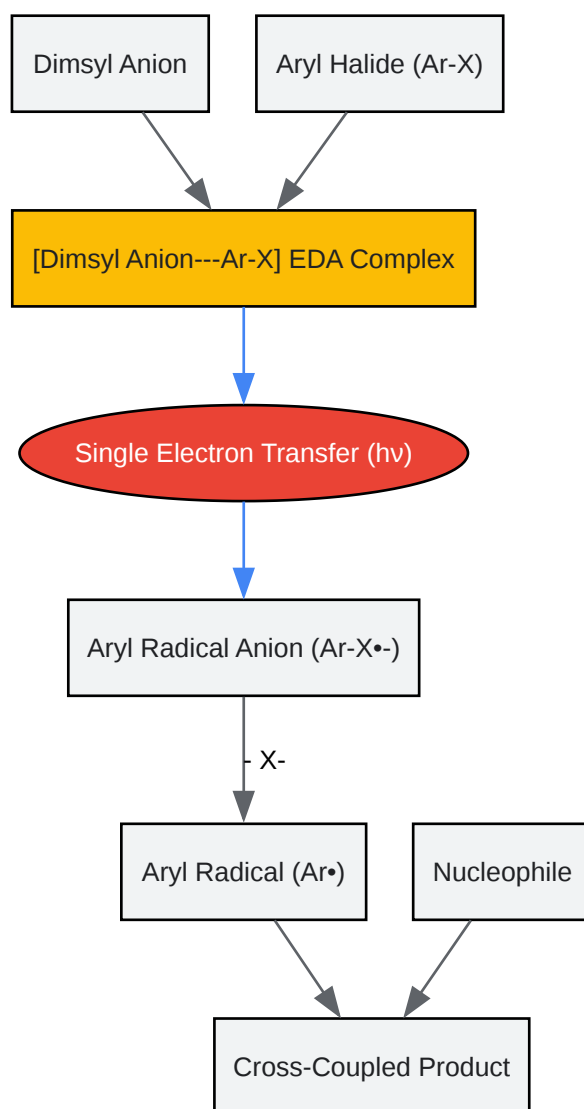 Dimsyl Anion
Aryl Halide (Ar-X)
[Dimsyl Anion---Ar-X] EDA Complex
Single Electron Transfer (hν)
Aryl Radical Anion (Ar-X•-)
- X-
Aryl Radical (Ar•)
Nucleophile
Cross-Coupled Product